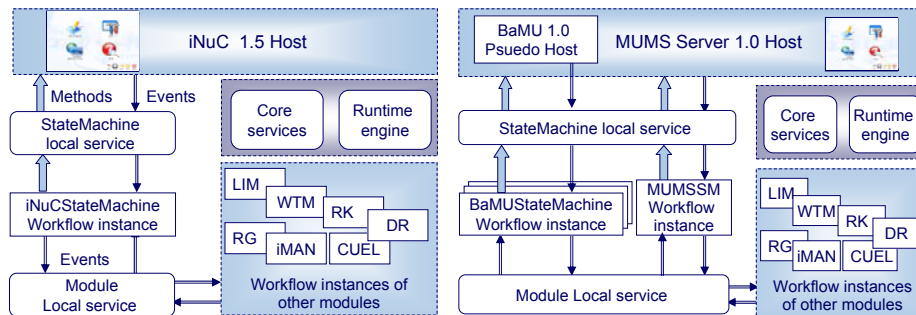 iNuC 1.5 Host
Methods
Events
StateMachine
local service
Core
services
Runtime
engine
iNuCStateMachine
Workflow instance
Events
Module
Local service
LIM
WTM
RK
DR
RG
iMAN
CUEL
Workflow instances of
other modules
BaMU 1.0
Psuedo Host
MUMS Server 1.0 Host
StateMachine local service
Core
services
Runtime
engine
BaMUStateMachine
Workflow instance
MUMSSM
Workflow
instance
Module Local service
LIM
WTM
RK
DR
RG
iMAN
CUEL
Workflow instances
of other modules